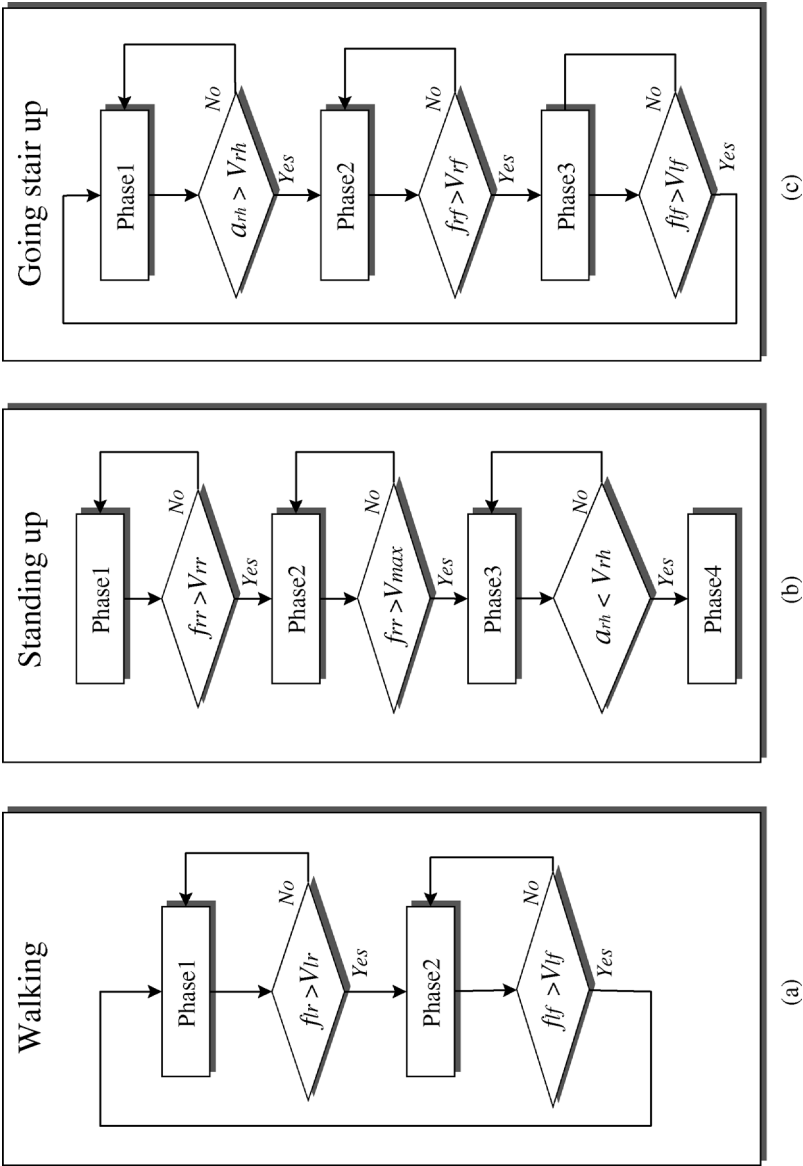 Walking
Phase1
flr >Vlr
No
Yes
Phase2
flf >Vlf
No
Yes
(a)
Standing up
Phase1
frr >Vrr
No
Yes
Phase2
frr >Vmax
No
Yes
Phase3
arh < Vrh
No
Yes
Phase4
(b)
Going stair up
Phase1
arh > Vrh
No
Yes
Phase2
frf >Vrf
No
Yes
Phase3
flf >Vlf
No
Yes
(c)